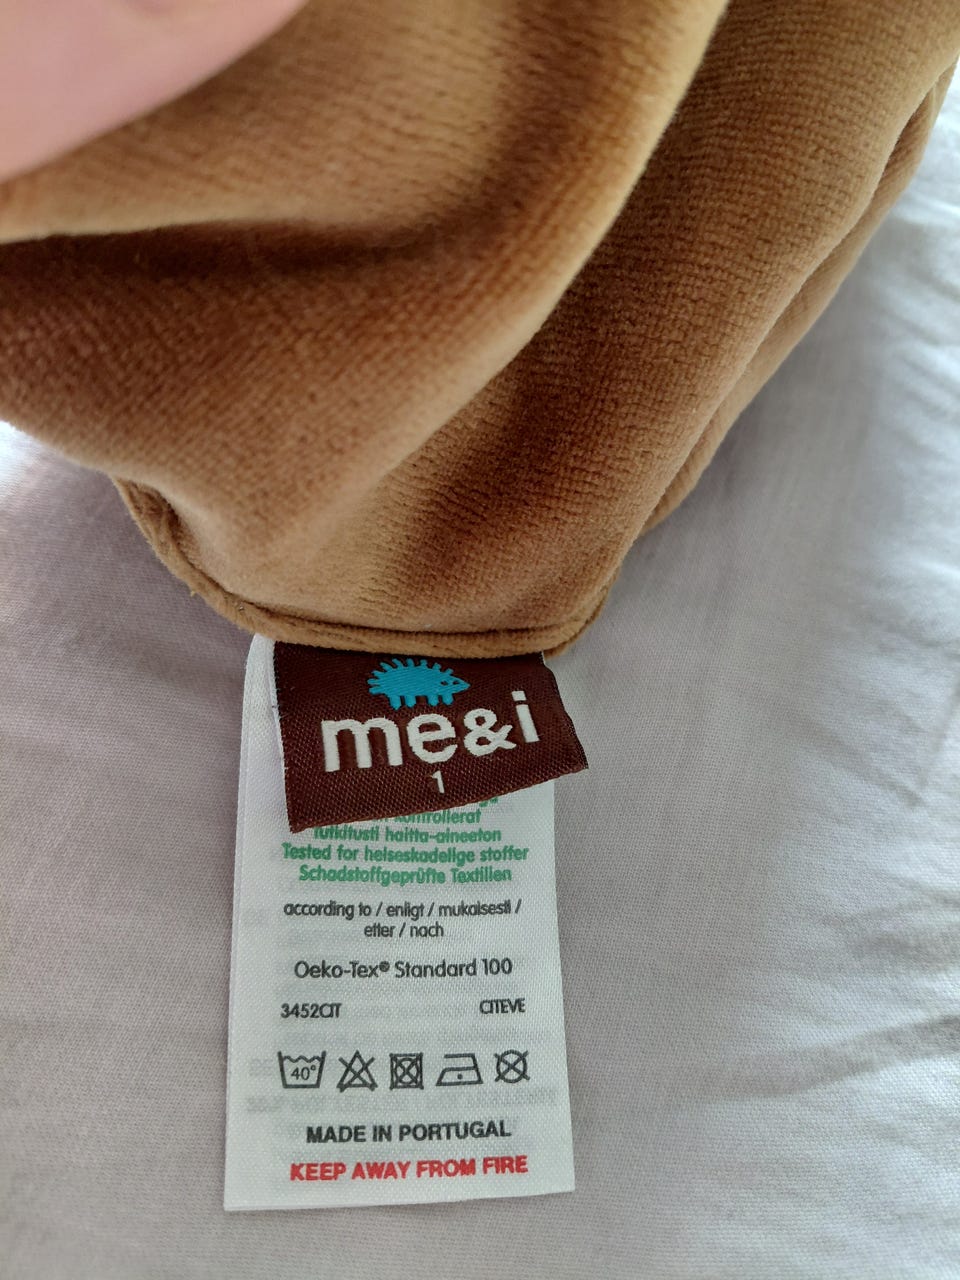 me&i
1
kontrollerat
Tutkitusti haitta-aineeton
Tested for helseskadelige stoffer
Schadstoffgeprüfte Textilien
according to / enligt / mukaisesti /
etter / nach
Oeko-Tex® Standard 100
3452CIT CITEVE
40°
MADE IN PORTUGAL
KEEP AWAY FROM FIRE